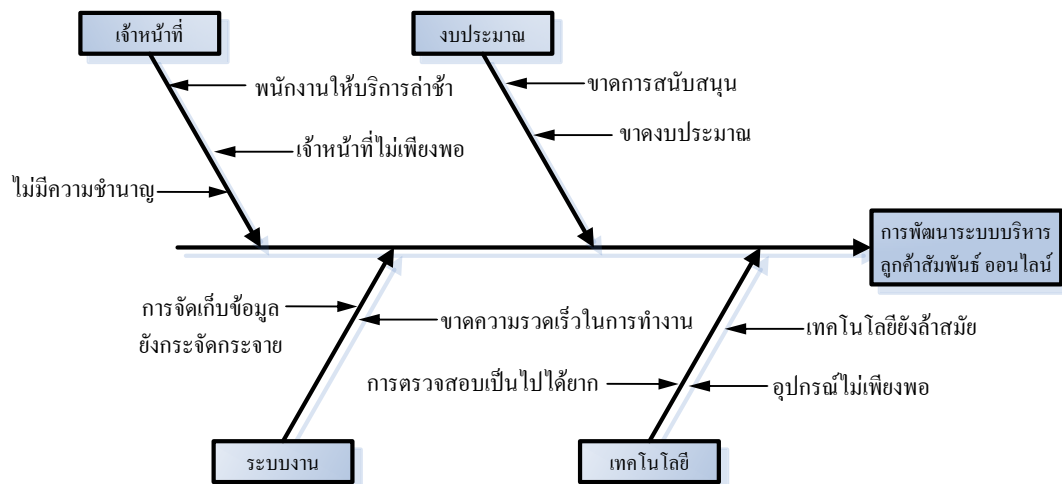 เจ้าหน้าที่
งบประมาณ
พนักงานให้บริการล่าช้า
ขาดการสนับสนุน
เจ้าหน้าที่ไม่เพียงพอ
ขาดงบประมาณ
ไม่มีความชำนาญ
การพัฒนาระบบบริหาร
ลูกค้าสัมพันธ์ ออนไลน์
การจัดเก็บข้อมูล
ยังกระจัดกระจาย
ขาดความรวดเร็วในการทำงาน
เทคโนโลยียังล้าสมัย
การตรวจสอบเป็นไปได้ยาก
อุปกรณ์ไม่เพียงพอ
ระบบงาน
เทคโนโลยี